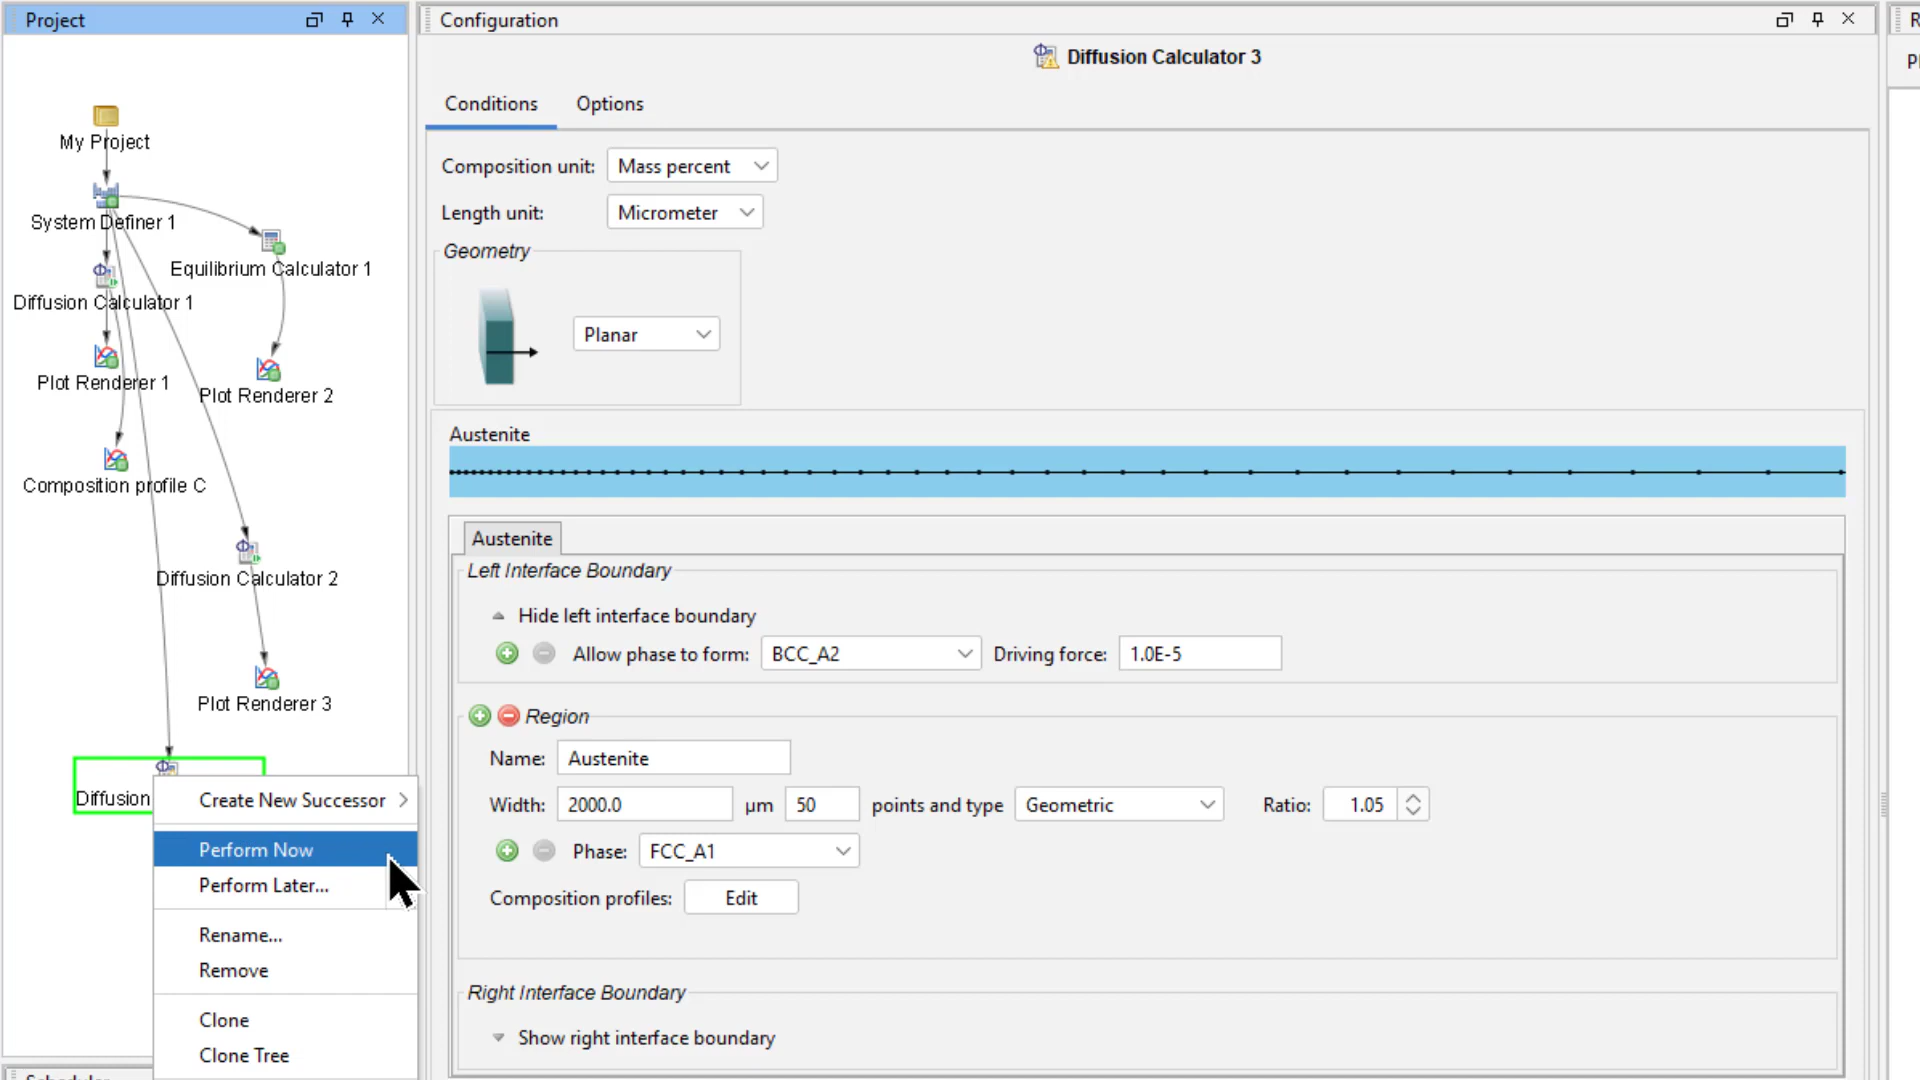 Project
My Project
System Definer 1
Equilibrium Calculator 1
Diffusion Calculator 1
Plot Renderer 1
Plot Renderer 2
Composition profile C
Diffusion Calculator 2
Plot Renderer 3
Diffusion
Create New Successor
Perform Now
Perform Later...
Rename...
Remove
Clone
Clone Tree
Configuration
Diffusion Calculator 3
Conditions Options
Composition unit: Mass percent
Length unit: Micrometer
Geometry
Planar
Austenite
Austenite
Left Interface Boundary
Hide left interface boundary
Allow phase to form: BCC_A2 Driving force: 1.0E-5
Region
Name: Austenite
Width: 2000.0 µm 50 points and type Geometric Ratio: 1.05
Phase: FCC_A1
Composition profiles: Edit
Right Interface Boundary
Show right interface boundary